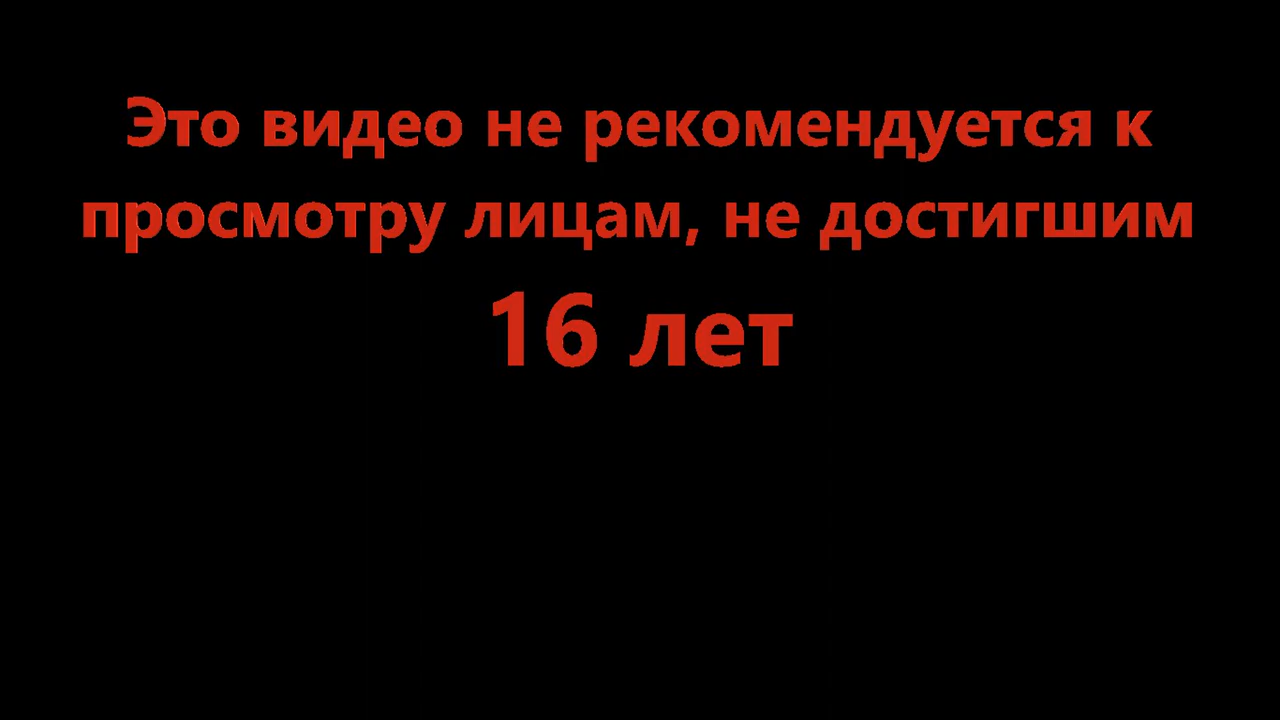 Это видео не рекомендуется к
просмотру лицам, не достигшим
16 лет